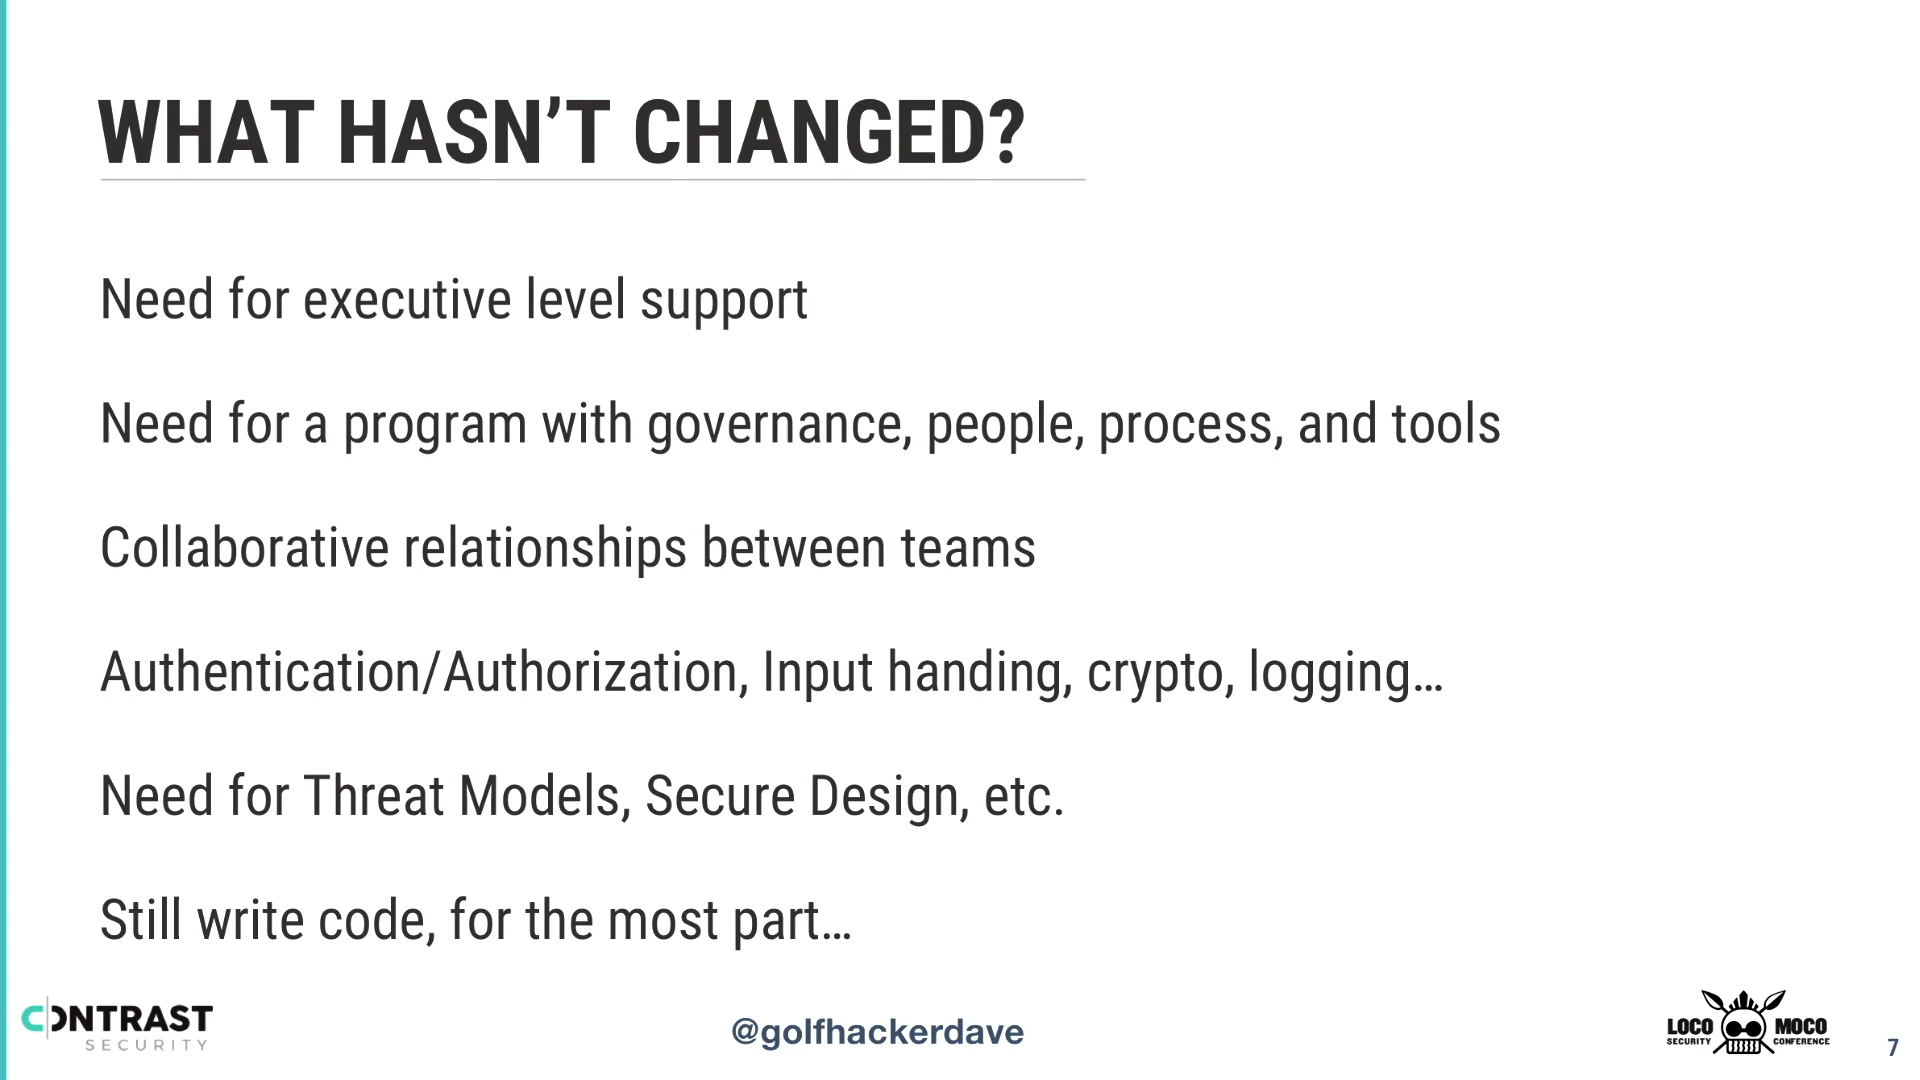 WHAT HASN’T CHANGED?
Need for executive level support
Need for a program with governance, people, process, and tools
Collaborative relationships between teams
Authentication/Authorization, Input handing, crypto, logging…
Need for Threat Models, Secure Design, etc.
Still write code, for the most part…
CONTRAST
SECURITY
@golfhackerdave
LOCO MOCO
SECURITY CONFERENCE
7